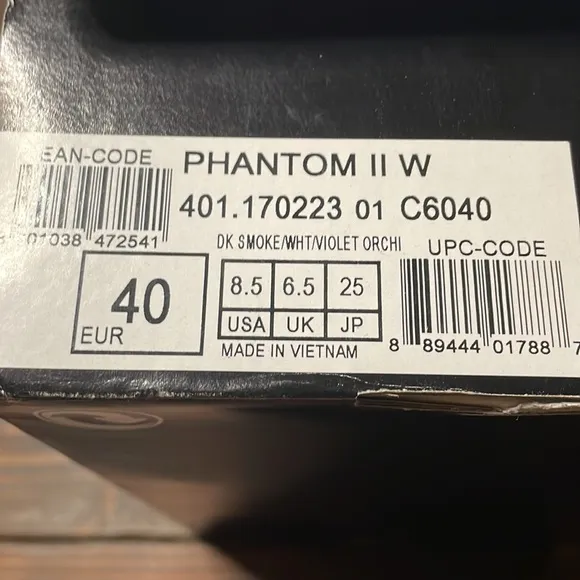 EAN-CODE
PHANTOM II W
401.170223 01 C6040
01038 472541
DK SMOKE/WHT/VIOLET ORCHI
UPC-CODE
40
EUR
8.5 6.5 25
USA UK JP
MADE IN VIETNAM
8 89444 01788 7